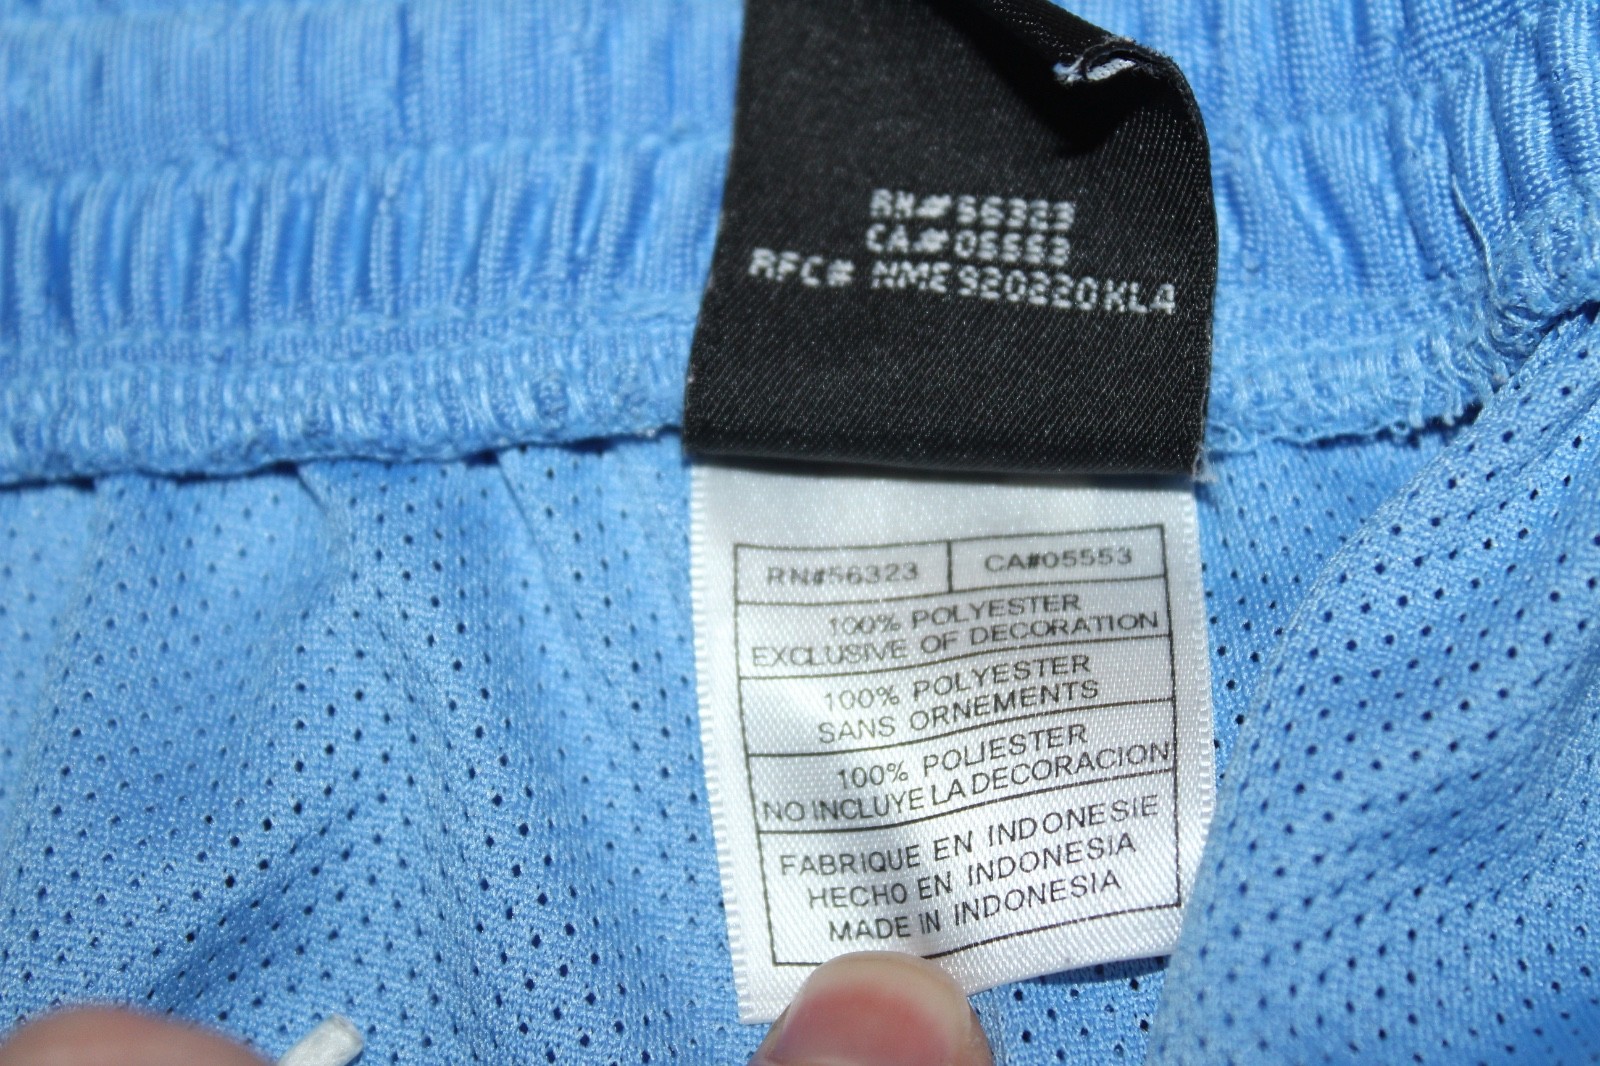 RN# 56323
CA# 05553
RFC# NME920220KLA
RN#56323
CA#05553
100% POLYESTER
EXCLUSIVE OF DECORATION
100% POLYESTER
SANS ORNEMENTS
100% POLIESTER
NO INCLUYE LA DECORACION
FABRIQUE EN INDONESIE
HECHO EN INDONESIA
MADE IN INDONESIA